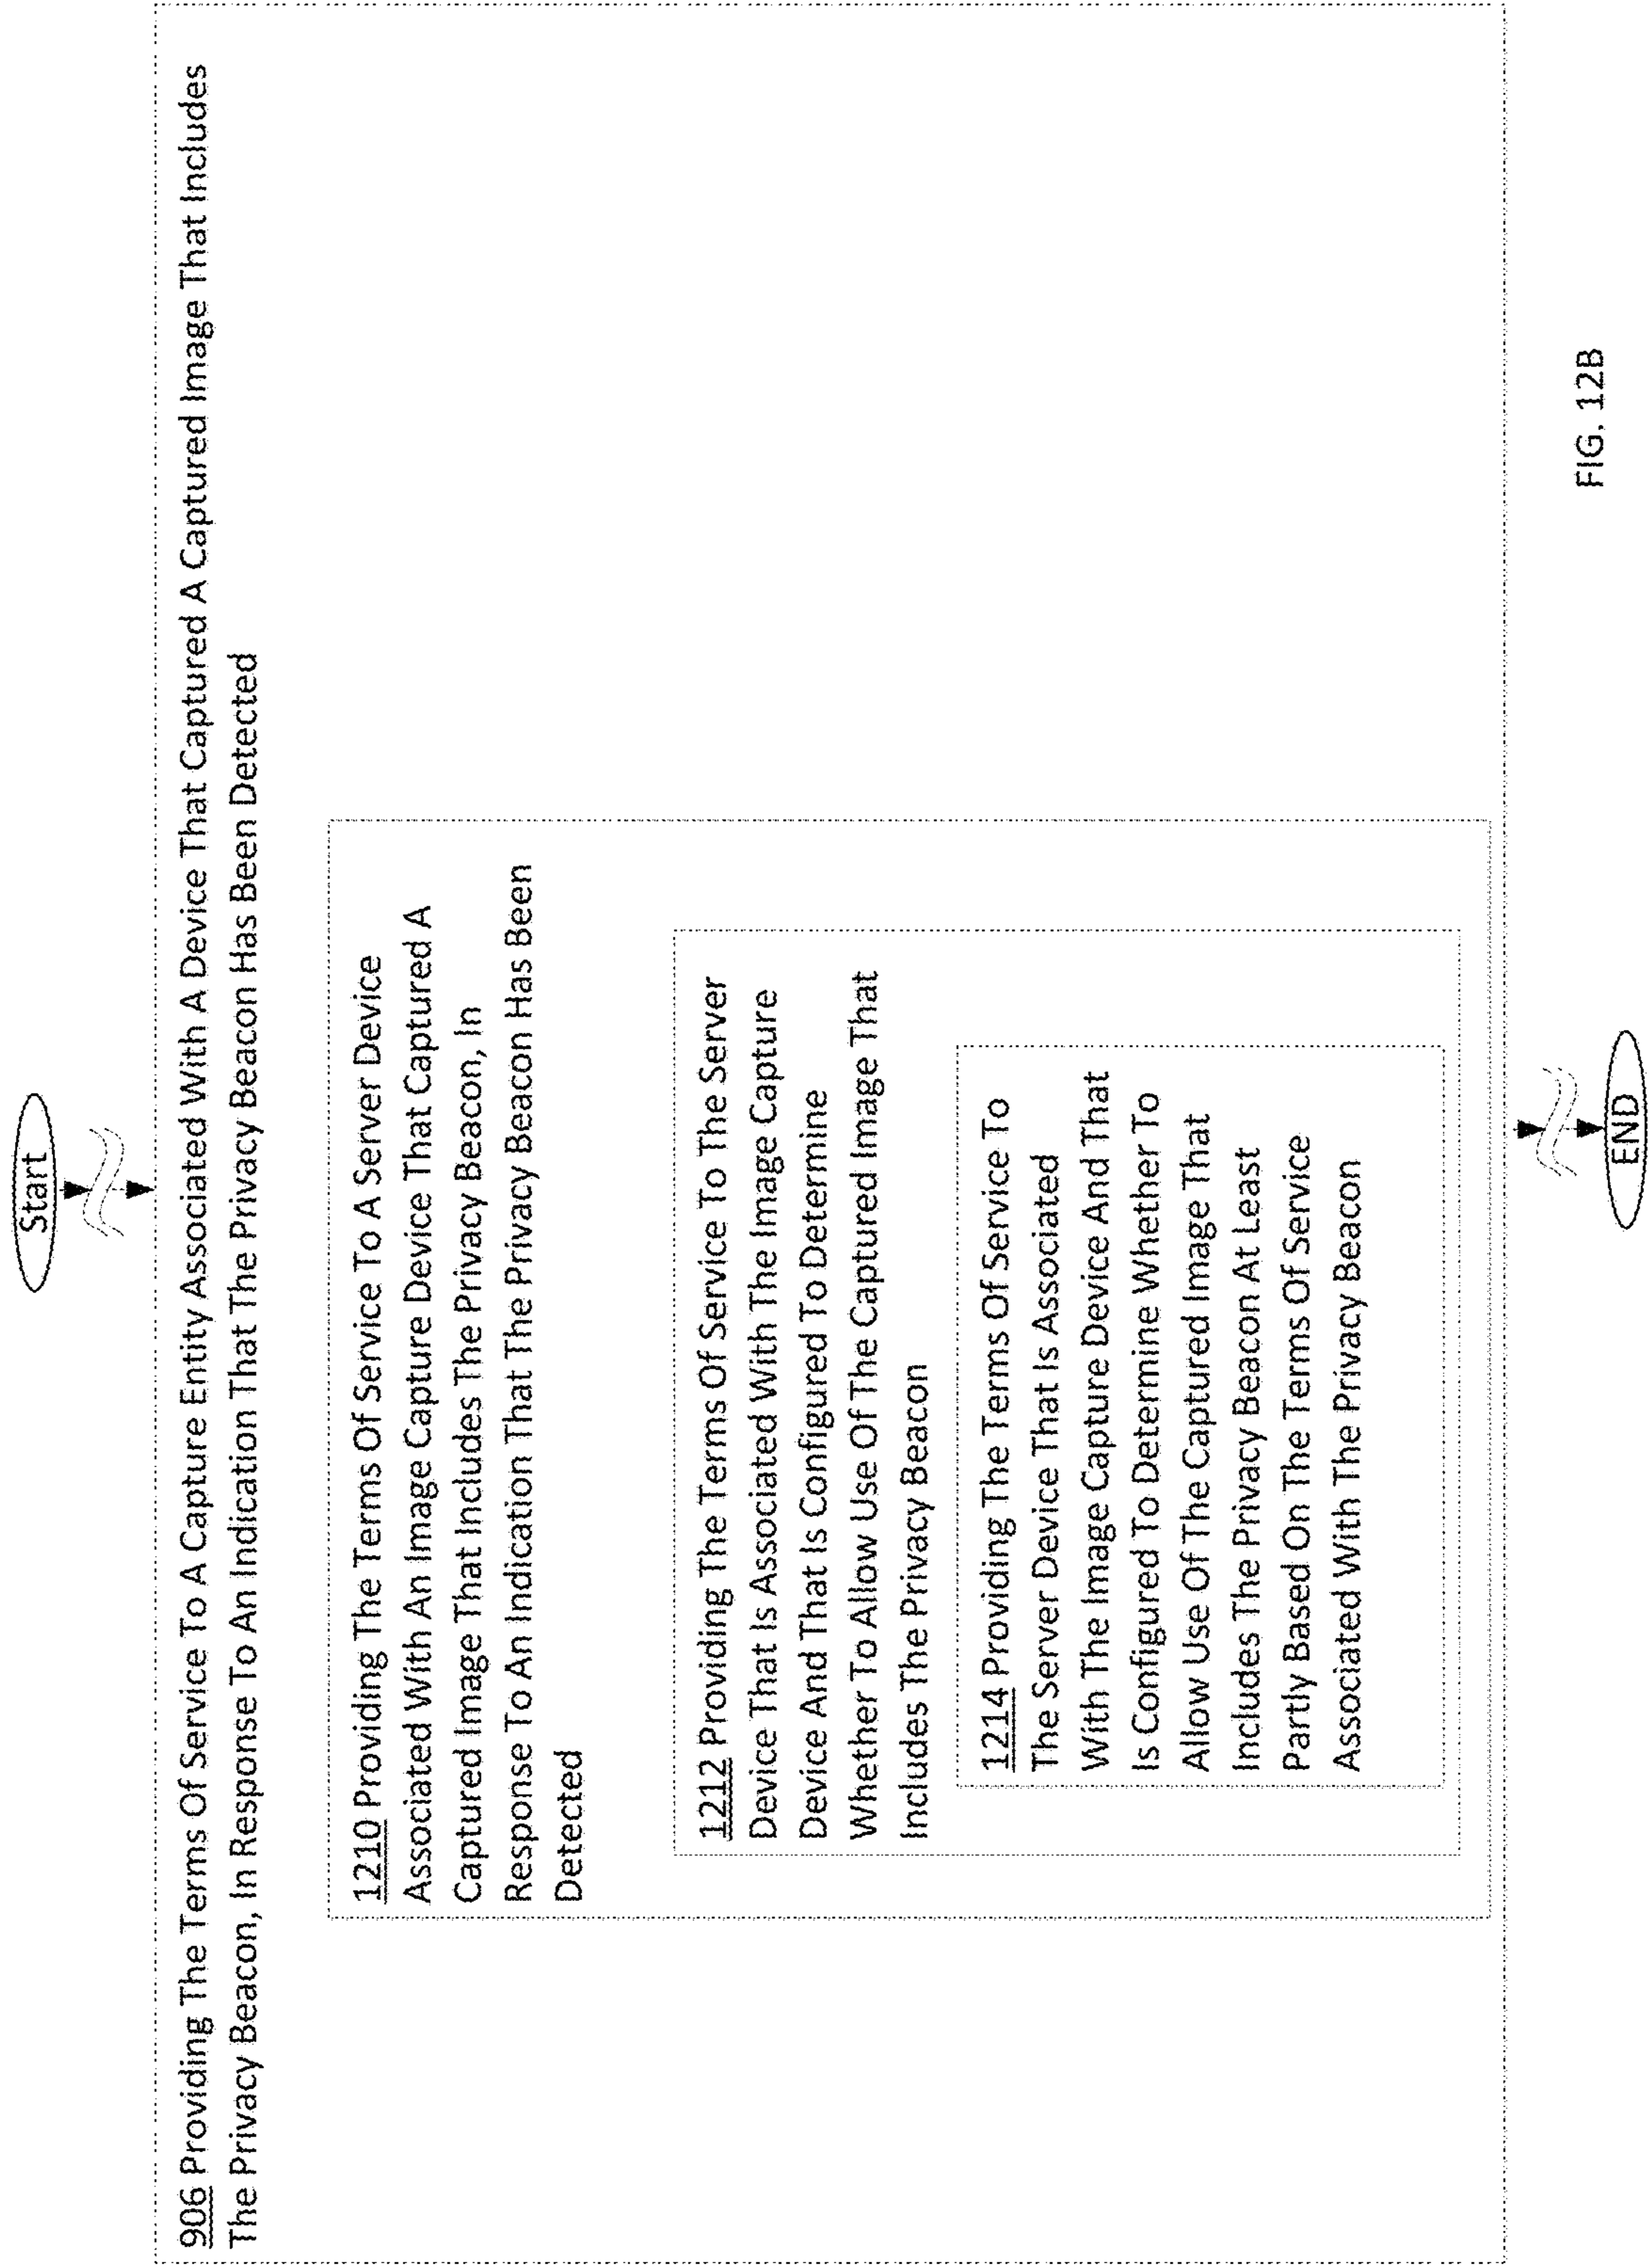 Start
906 Providing The Terms Of Service To A Capture Entity Associated With A Device That Captured A Captured Image That Includes
The Privacy Beacon, In Response To An Indication That The Privacy Beacon Has Been Detected
1210 Providing The Terms Of Service To A Server Device
Associated With An Image Capture Device That Captured A
Captured Image That Includes The Privacy Beacon, In
Response To An Indication That The Privacy Beacon Has Been
Detected
1212 Providing The Terms Of Service To The Server
Device That Is Associated With The Image Capture
Device And That Is Configured To Determine
Whether To Allow Use Of The Captured Image That
Includes The Privacy Beacon
1214 Providing The Terms Of Service To
The Server Device That Is Associated
With The Image Capture Device And That
Is Configured To Determine Whether To
Allow Use Of The Captured Image That
Includes The Privacy Beacon At Least
Partly Based On The Terms Of Service
Associated With The Privacy Beacon
END
FIG. 12B